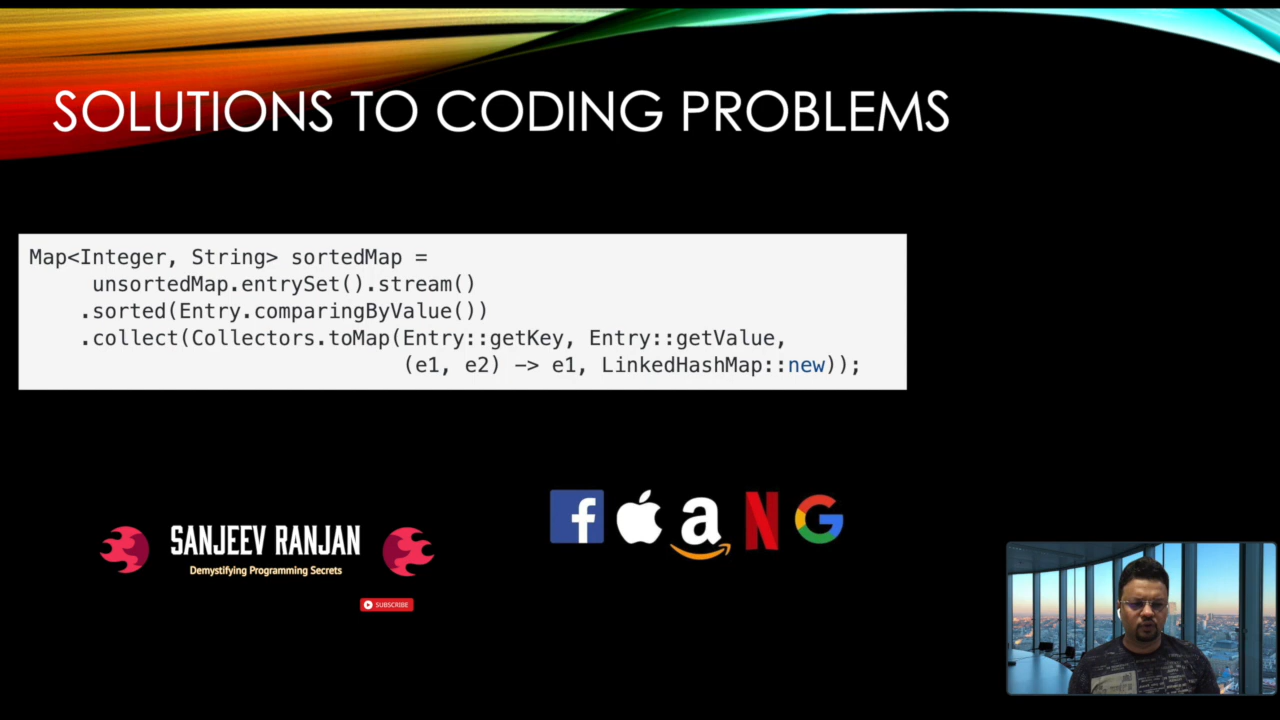 SOLUTIONS TO CODING PROBLEMS
Map<Integer, String> sortedMap =
unsortedMap.entrySet().stream()
.sorted(Entry.comparingByValue())
.collect(Collectors.toMap(Entry::getKey, Entry::getValue,
(e1, e2) -> e1, LinkedHashMap::new));
SANJEEV RANJAN
Demystifying Programming Secrets
SUBSCRIBE
f a N G